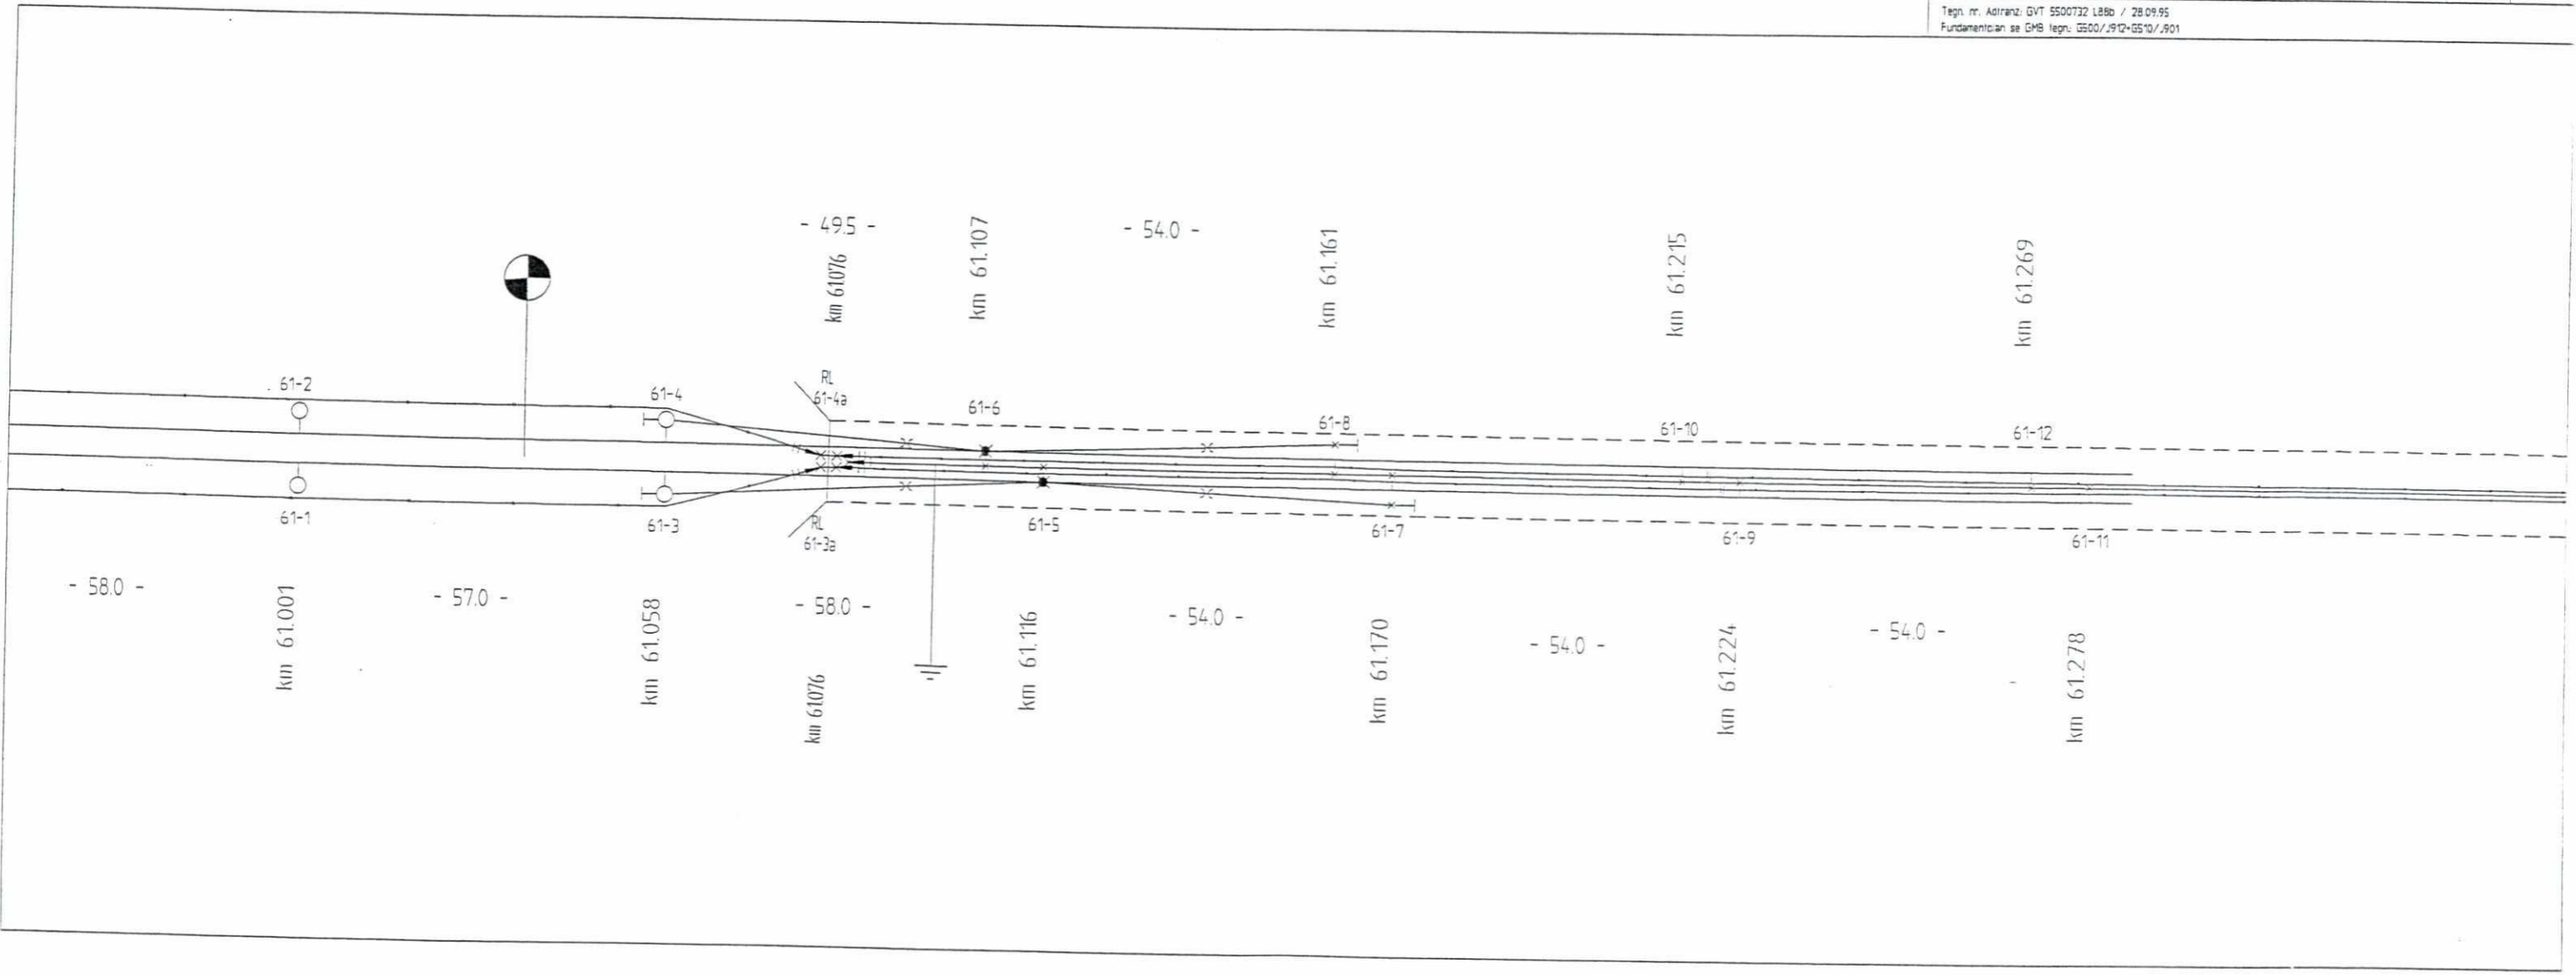 Tegn. nr. Adtranz: GVT 5500732 L88b / 28.09.95
Fundamentplan se GMB tegn: G500/J912+G510/J901
- 49.5 -
- 54.0 -
km 61.076
km 61.107
km 61.161
km 61.215
km 61.269
61-2
61-4
RL
61-4a
61-6
61-8
61-10
61-12
61-1
61-3
RL
61-3a
61-5
61-7
61-9
61-11
- 58.0 -
- 57.0 -
- 58.0 -
- 54.0 -
- 54.0 -
- 54.0 -
km 61.001
km 61.058
km 61.076
km 61.116
km 61.170
km 61.224
km 61.278